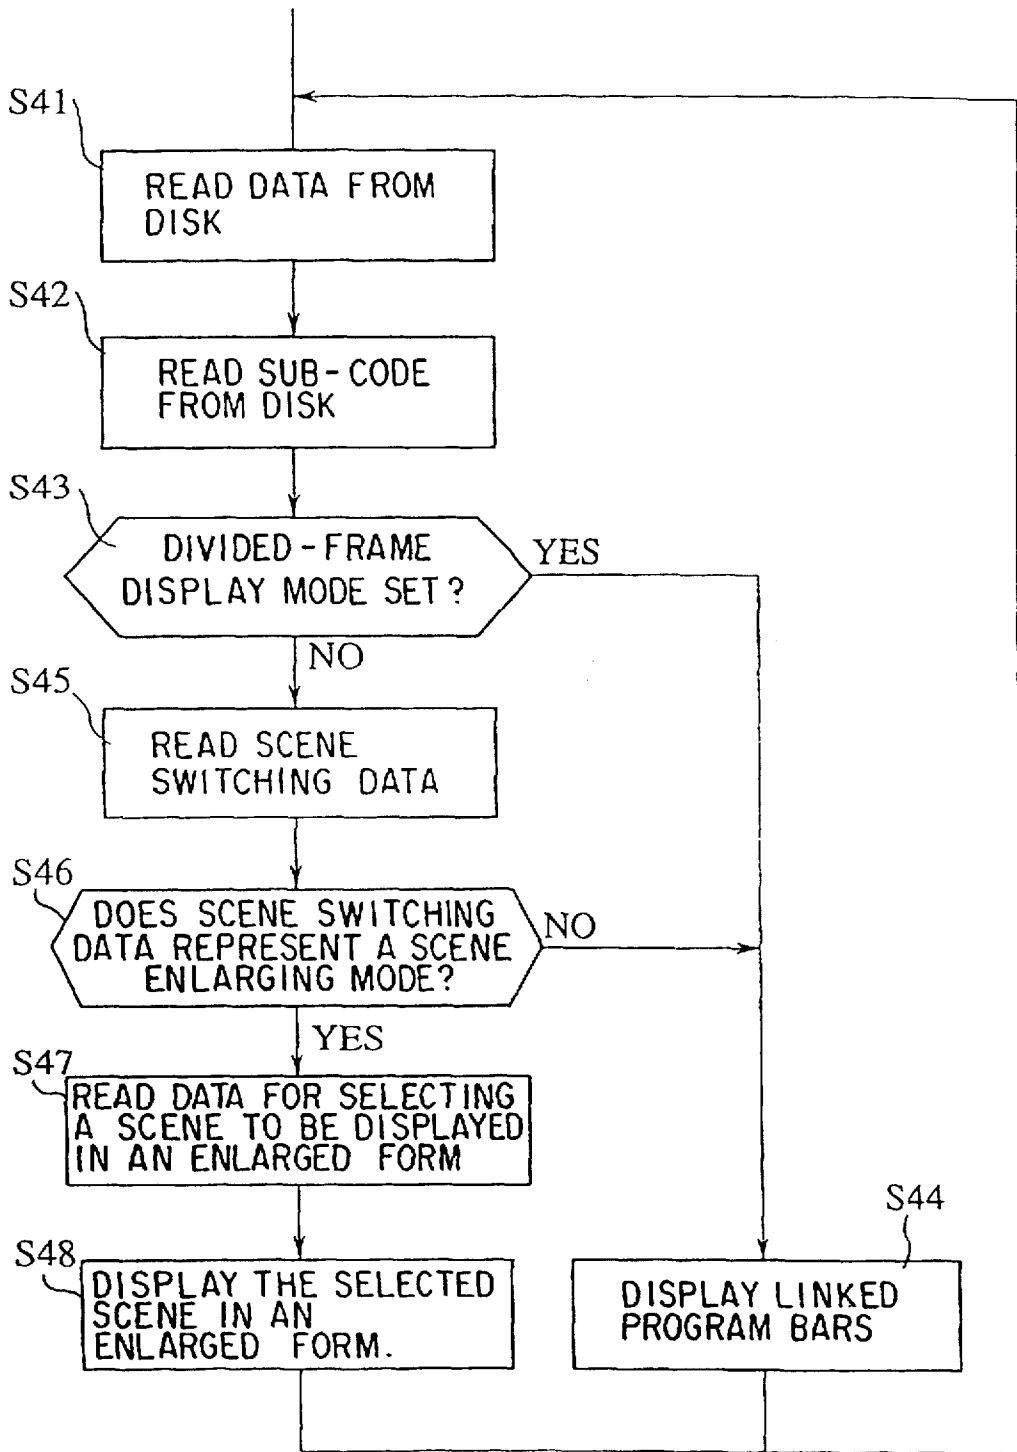 S41
READ DATA FROM
DISK
S42
READ SUB-CODE
FROM DISK
S43
DIVIDED-FRAME
DISPLAY MODE SET?
YES
NO
S45
READ SCENE
SWITCHING DATA
S46
DOES SCENE SWITCHING
DATA REPRESENT A SCENE
ENLARGING MODE?
NO
YES
S47
READ DATA FOR SELECTING
A SCENE TO BE DISPLAYED
IN AN ENLARGED FORM
S48
DISPLAY THE SELECTED
SCENE IN AN
ENLARGED FORM.
S44
DISPLAY LINKED
PROGRAM BARS